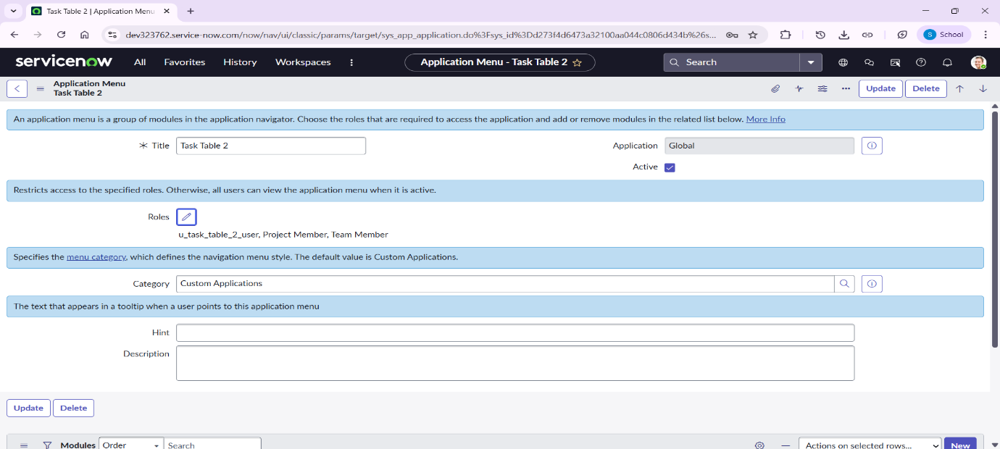 Task Table 2 | Application Menu
dev323762.service-now.com/now/nav/ui/classic/params/target/sys_app_application.do%3Fsys_id%3Dd273f4d6473a32100aa044c0806d434b%26s...
S School
servicenow All Favorites History Workspaces Application Menu - Task Table 2 Search
Application Menu
Task Table 2
Update Delete
An application menu is a group of modules in the application navigator. Choose the roles that are required to access the application and add or remove modules in the related list below. More Info
Title Task Table 2 Application Global
Active
Restricts access to the specified roles. Otherwise, all users can view the application menu when it is active.
Roles
u_task_table_2_user, Project Member, Team Member
Specifies the menu category, which defines the navigation menu style. The default value is Custom Applications.
Category Custom Applications
The text that appears in a tooltip when a user points to this application menu
Hint
Description
Update Delete
Modules Order Search Actions on selected rows... New